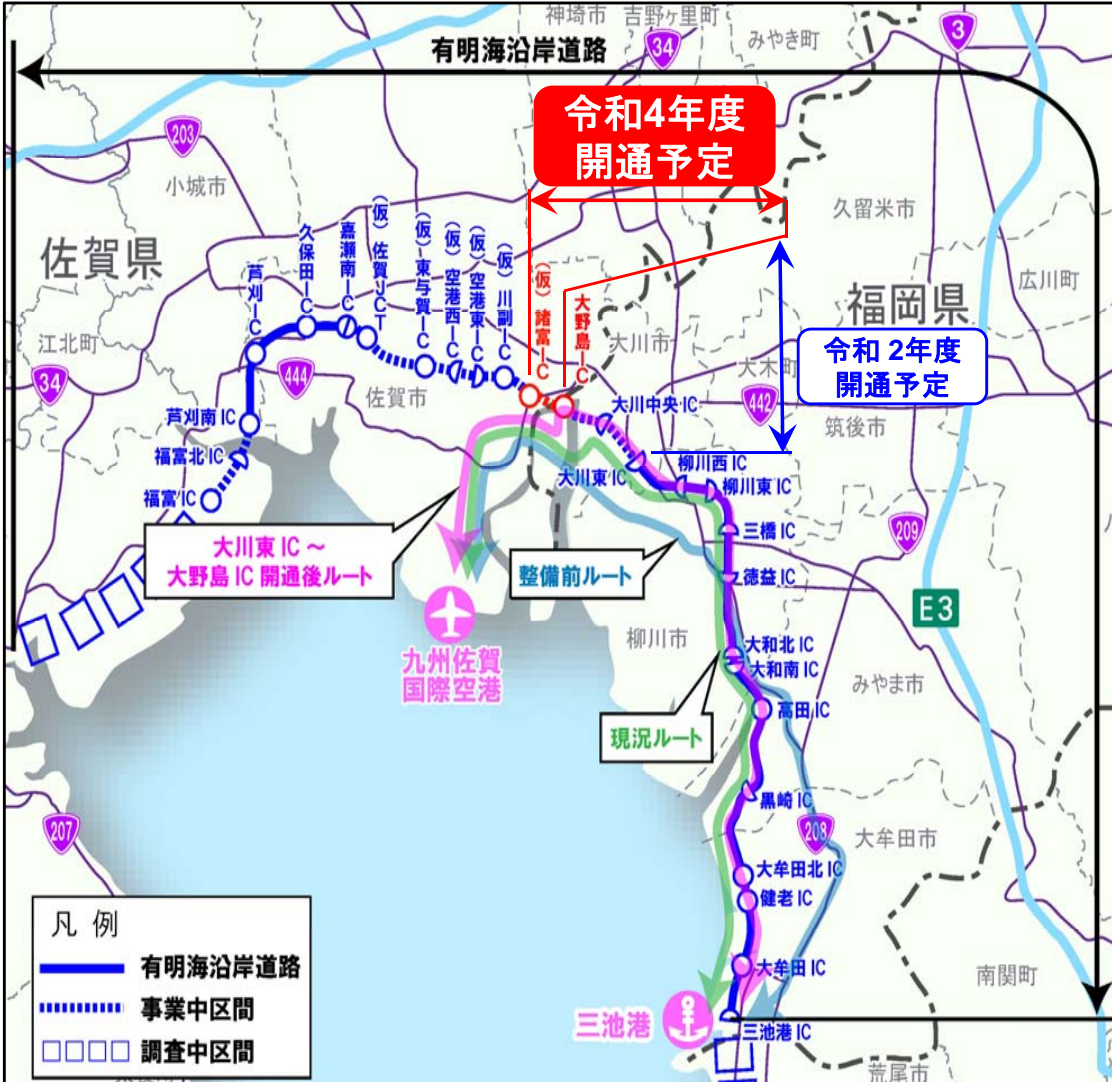 神埼市
吉野ヶ里町
みやき町
3
有明海沿岸道路
34
令和4年度
開通予定
203
小城市
久留米市
佐賀県
芦刈IC
久保田IC
嘉瀬南IC
(仮)佐賀JCT
(仮)東与賀IC
(仮)空港西IC
(仮)空港東IC
(仮)川副IC
(仮)諸富IC
大野島IC
広川町
福岡県
大川市
江北町
34
444
佐賀市
大木町
令和2年度
開通予定
442
筑後市
芦刈南IC
大川中央IC
福富北IC
福富IC
大川東IC
柳川西IC
柳川東IC
三橋IC
209
大川東IC～
大野島IC開通後ルート
整備前ルート
徳益IC
E3
九州佐賀
国際空港
柳川市
大和北IC
大和南IC
みやま市
高田IC
現況ルート
黒崎IC
207
208
大牟田市
大牟田北IC
健老IC
凡例
有明海沿岸道路
事業中区間
調査中区間
大牟田IC
南関町
三池港
三池港IC
荒尾市